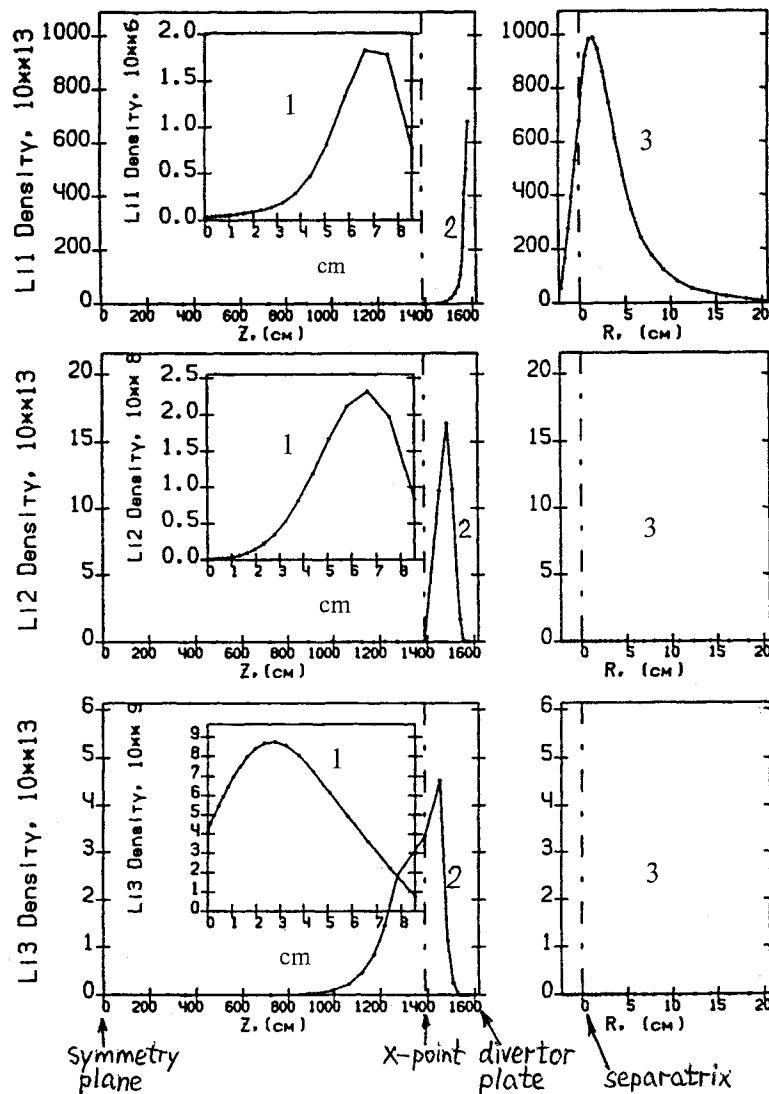 Li1 Density, 10**13
1000
800
600
400
200
0
Li1 Density, 10**6
2.0
1.5
1.0
0.5
0.0
1
0 1 2 3 4 5 6 7 8
cm
2
0 200 400 600 800 1000 1200 1400 1600
Z, (cm)
1000
800
600
400
200
0
3
0 5 10 15 20
R, (cm)
Li2 Density, 10**13
20
15
10
5
0
Li2 Density, 10** 8
2.5
2.0
1.5
1.0
0.5
0.0
1
0 1 2 3 4 5 6 7 8
cm
2
0 200 400 600 800 1000 1200 1400 1600
Z, (cm)
20
15
10
5
0
3
0 5 10 15 20
R, (cm)
Li3 Density, 10**13
6
5
4
3
2
1
0
Li3 Density, 10** 9
9
8
7
6
5
4
3
2
1
0
1
0 1 2 3 4 5 6 7 8
cm
2
0 200 400 600 800 1000 1200 1400 1600
Z, (cm)
6
5
4
3
2
1
0
3
0 5 10 15 20
R, (cm)
symmetry
plane
x-point
divertor
plate
separatrix